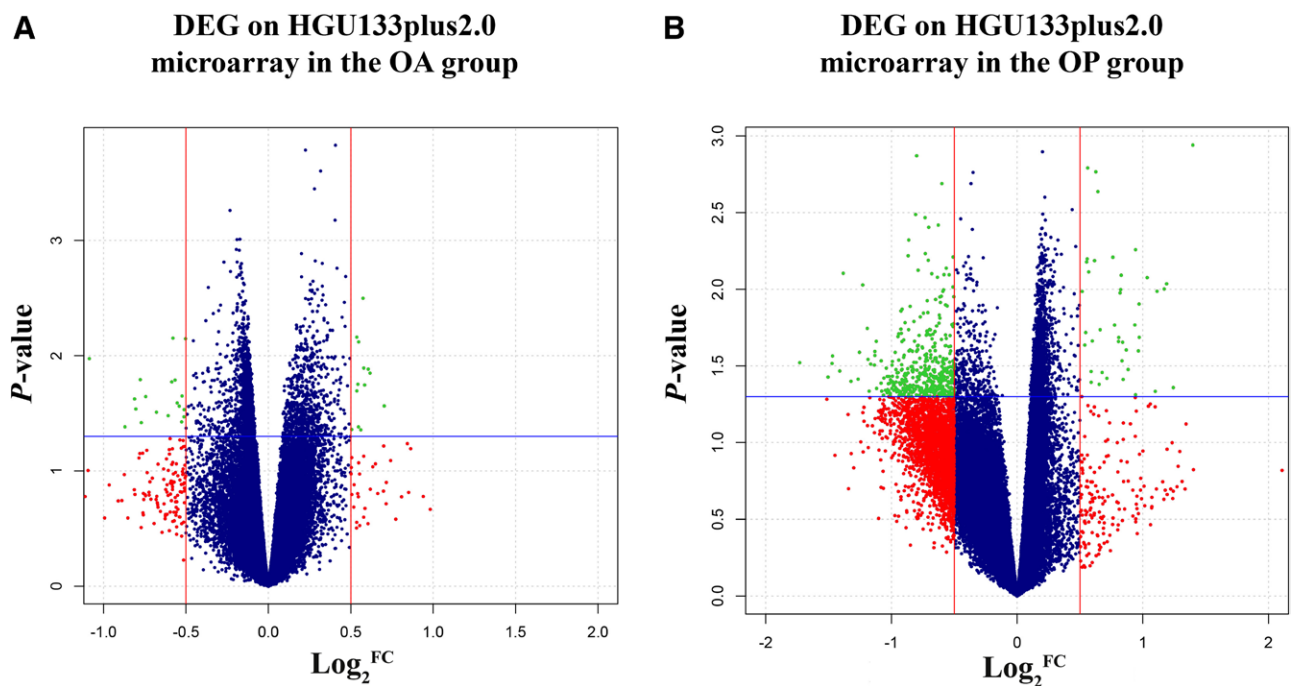 A
DEG on HGU133plus2.0
microarray in the OA group
P-value
3
2
1
0
-1.0 -0.5 0.0 0.5 1.0 1.5 2.0
Log2FC
B
DEG on HGU133plus2.0
microarray in the OP group
P-value
3.0
2.5
2.0
1.5
1.0
0.5
0.0
-2 -1 0 1 2
Log2FC